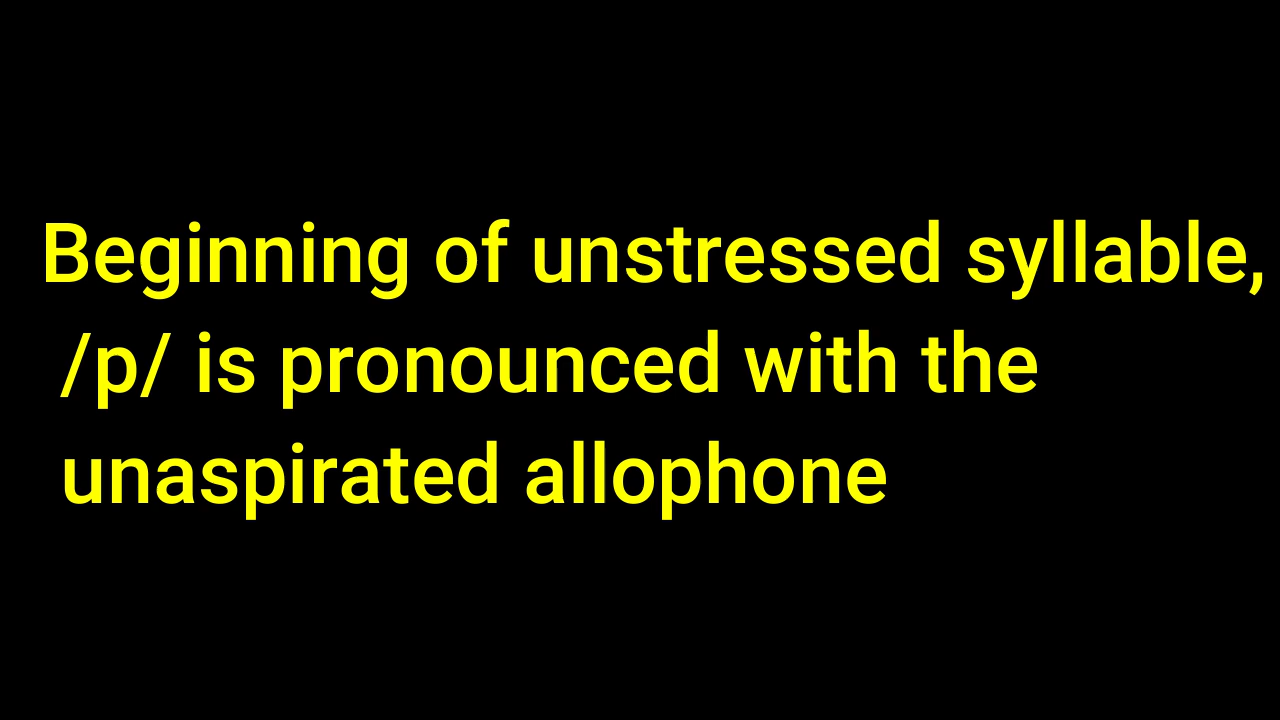 Beginning of unstressed syllable,
/p/ is pronounced with the
unaspirated allophone